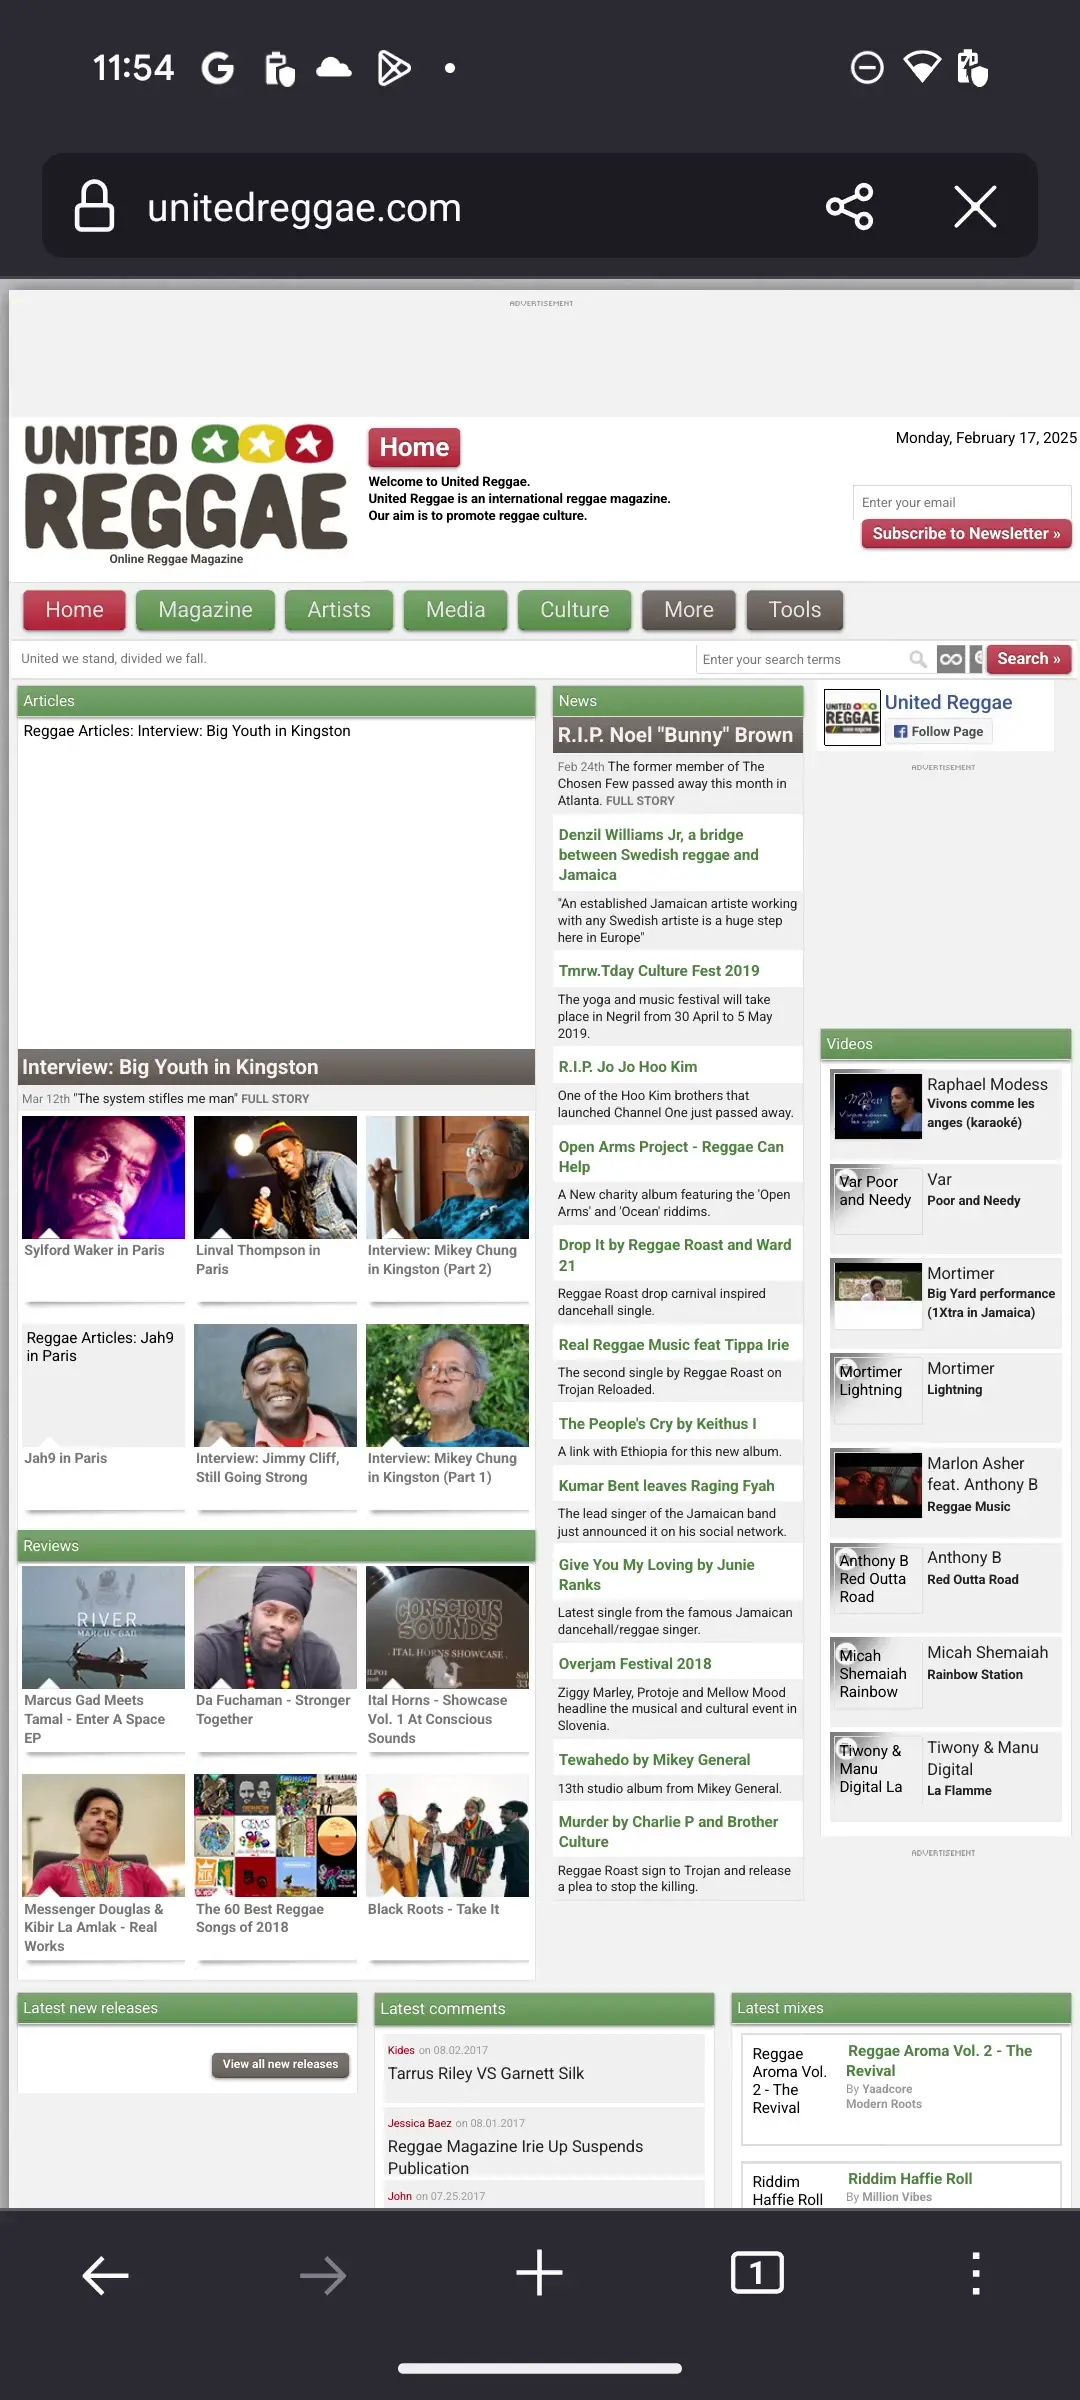 11:54
unitedreggae.com
ADVERTISEMENT
UNITED
REGGAE
Online Reggae Magazine
Home
Welcome to United Reggae.
United Reggae is an international reggae magazine.
Our aim is to promote reggae culture.
Monday, February 17, 2025
Enter your email
Subscribe to Newsletter »
Home Magazine Artists Media Culture More Tools
United we stand, divided we fall.
Enter your search terms
Search »
Articles
Reggae Articles: Interview: Big Youth in Kingston
Interview: Big Youth in Kingston
Mar 12th "The system stifles me man" FULL STORY
Sylford Waker in Paris
Linval Thompson in
Paris
Interview: Mikey Chung
in Kingston (Part 2)
Reggae Articles: Jah9
in Paris
Jah9 in Paris
Interview: Jimmy Cliff,
Still Going Strong
Interview: Mikey Chung
in Kingston (Part 1)
Reviews
RIVER
MARCUS GAD
CONSCIOUS
SOUNDS
ITAL HORNS SHOWCASE
Marcus Gad Meets
Tamal - Enter A Space
EP
Da Fuchaman - Stronger
Together
Ital Horns - Showcase
Vol. 1 At Conscious
Sounds
GEMS
Messenger Douglas &
Kibir La Amlak - Real
Works
The 60 Best Reggae
Songs of 2018
Black Roots - Take It
News
R.I.P. Noel "Bunny" Brown
Feb 24th The former member of The
Chosen Few passed away this month in
Atlanta. FULL STORY
Denzil Williams Jr, a bridge
between Swedish reggae and
Jamaica
"An established Jamaican artiste working
with any Swedish artiste is a huge step
here in Europe"
Tmrw.Tday Culture Fest 2019
The yoga and music festival will take
place in Negril from 30 April to 5 May
2019.
R.I.P. Jo Jo Hoo Kim
One of the Hoo Kim brothers that
launched Channel One just passed away.
Open Arms Project - Reggae Can
Help
A New charity album featuring the 'Open
Arms' and 'Ocean' riddims.
Drop It by Reggae Roast and Ward
21
Reggae Roast drop carnival inspired
dancehall single.
Real Reggae Music feat Tippa Irie
The second single by Reggae Roast on
Trojan Reloaded.
The People's Cry by Keithus I
A link with Ethiopia for this new album.
Kumar Bent leaves Raging Fyah
The lead singer of the Jamaican band
just announced it on his social network.
Give You My Loving by Junie
Ranks
Latest single from the famous Jamaican
dancehall/reggae singer.
Overjam Festival 2018
Ziggy Marley, Protoje and Mellow Mood
headline the musical and cultural event in
Slovenia.
Tewahedo by Mikey General
13th studio album from Mikey General.
Murder by Charlie P and Brother
Culture
Reggae Roast sign to Trojan and release
a plea to stop the killing.
UNITED
REGGAE
United Reggae
Follow Page
ADVERTISEMENT
Videos
Raphael Modess
Vivons comme les
anges (karaoké)
Var Poor
and Needy
Var
Poor and Needy
Mortimer
Big Yard performance
(1Xtra in Jamaica)
Mortimer
Lightning
Mortimer
Lightning
Marlon Asher
feat. Anthony B
Reggae Music
Anthony B
Red Outta
Road
Anthony B
Red Outta Road
Micah
Shemaiah
Rainbow
Micah Shemaiah
Rainbow Station
Tiwony &
Manu
Digital La
Tiwony & Manu
Digital
La Flamme
ADVERTISEMENT
Latest new releases
View all new releases
Latest comments
Kides on 08.02.2017
Tarrus Riley VS Garnett Silk
Jessica Baez on 08.01.2017
Reggae Magazine Irie Up Suspends
Publication
John on 07.25.2017
Latest mixes
Reggae
Aroma Vol.
2 - The
Revival
Reggae Aroma Vol. 2 - The
Revival
By Yaadcore
Modern Roots
Riddim
Haffie Roll
Riddim Haffie Roll
By Million Vibes
1